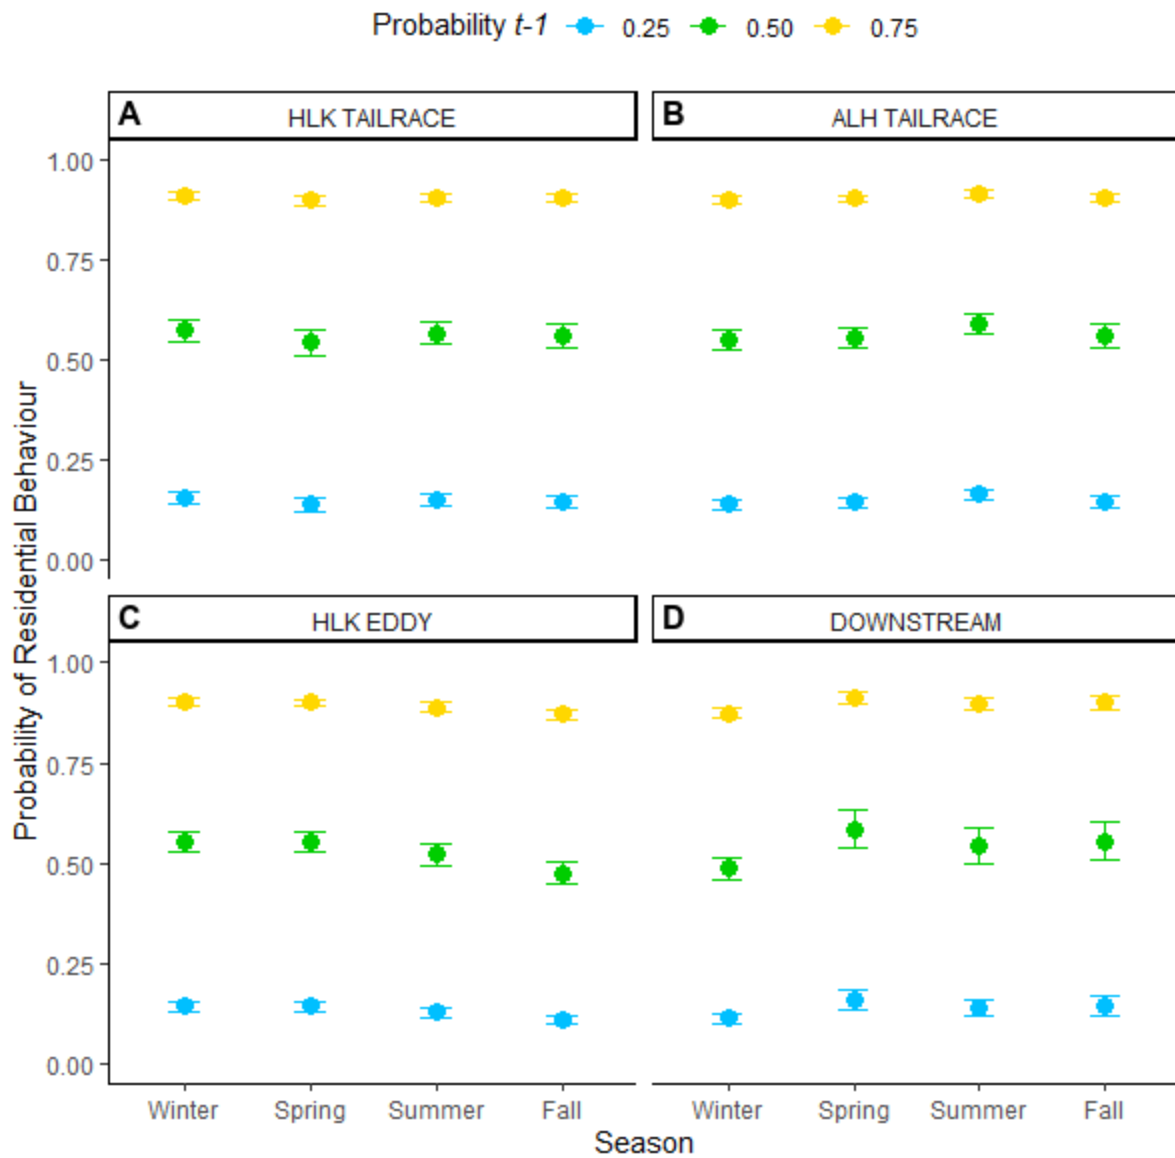 Probability t-1 0.25 0.50 0.75
A HLK TAILRACE
B ALH TAILRACE
1.00
0.75
0.50
0.25
0.00
C HLK EDDY
D DOWNSTREAM
1.00
0.75
0.50
0.25
0.00
Probability of Residential Behaviour
Winter Spring Summer Fall
Winter Spring Summer Fall
Season